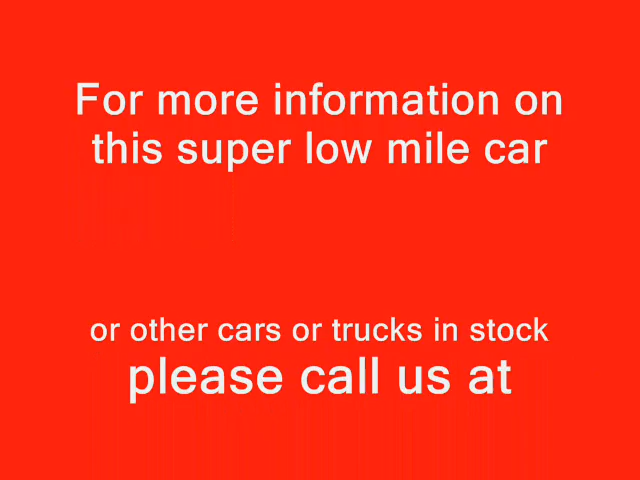 For more information on
this super low mile car
or other cars or trucks in stock
please call us at